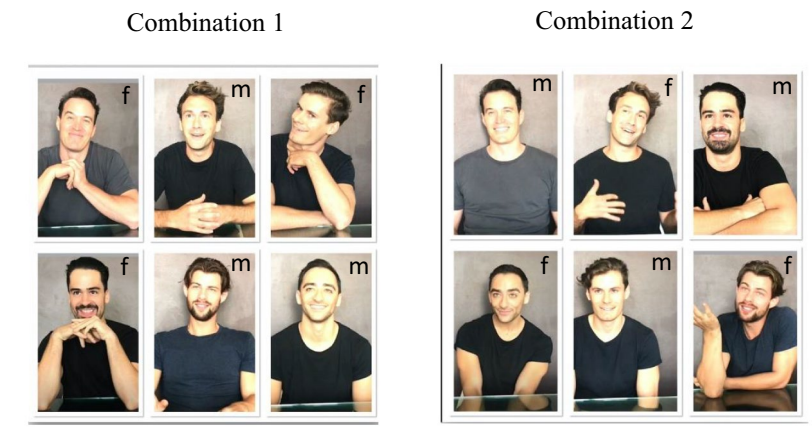 Combination 1
Combination 2
f m f
m f m
f m m
f m f